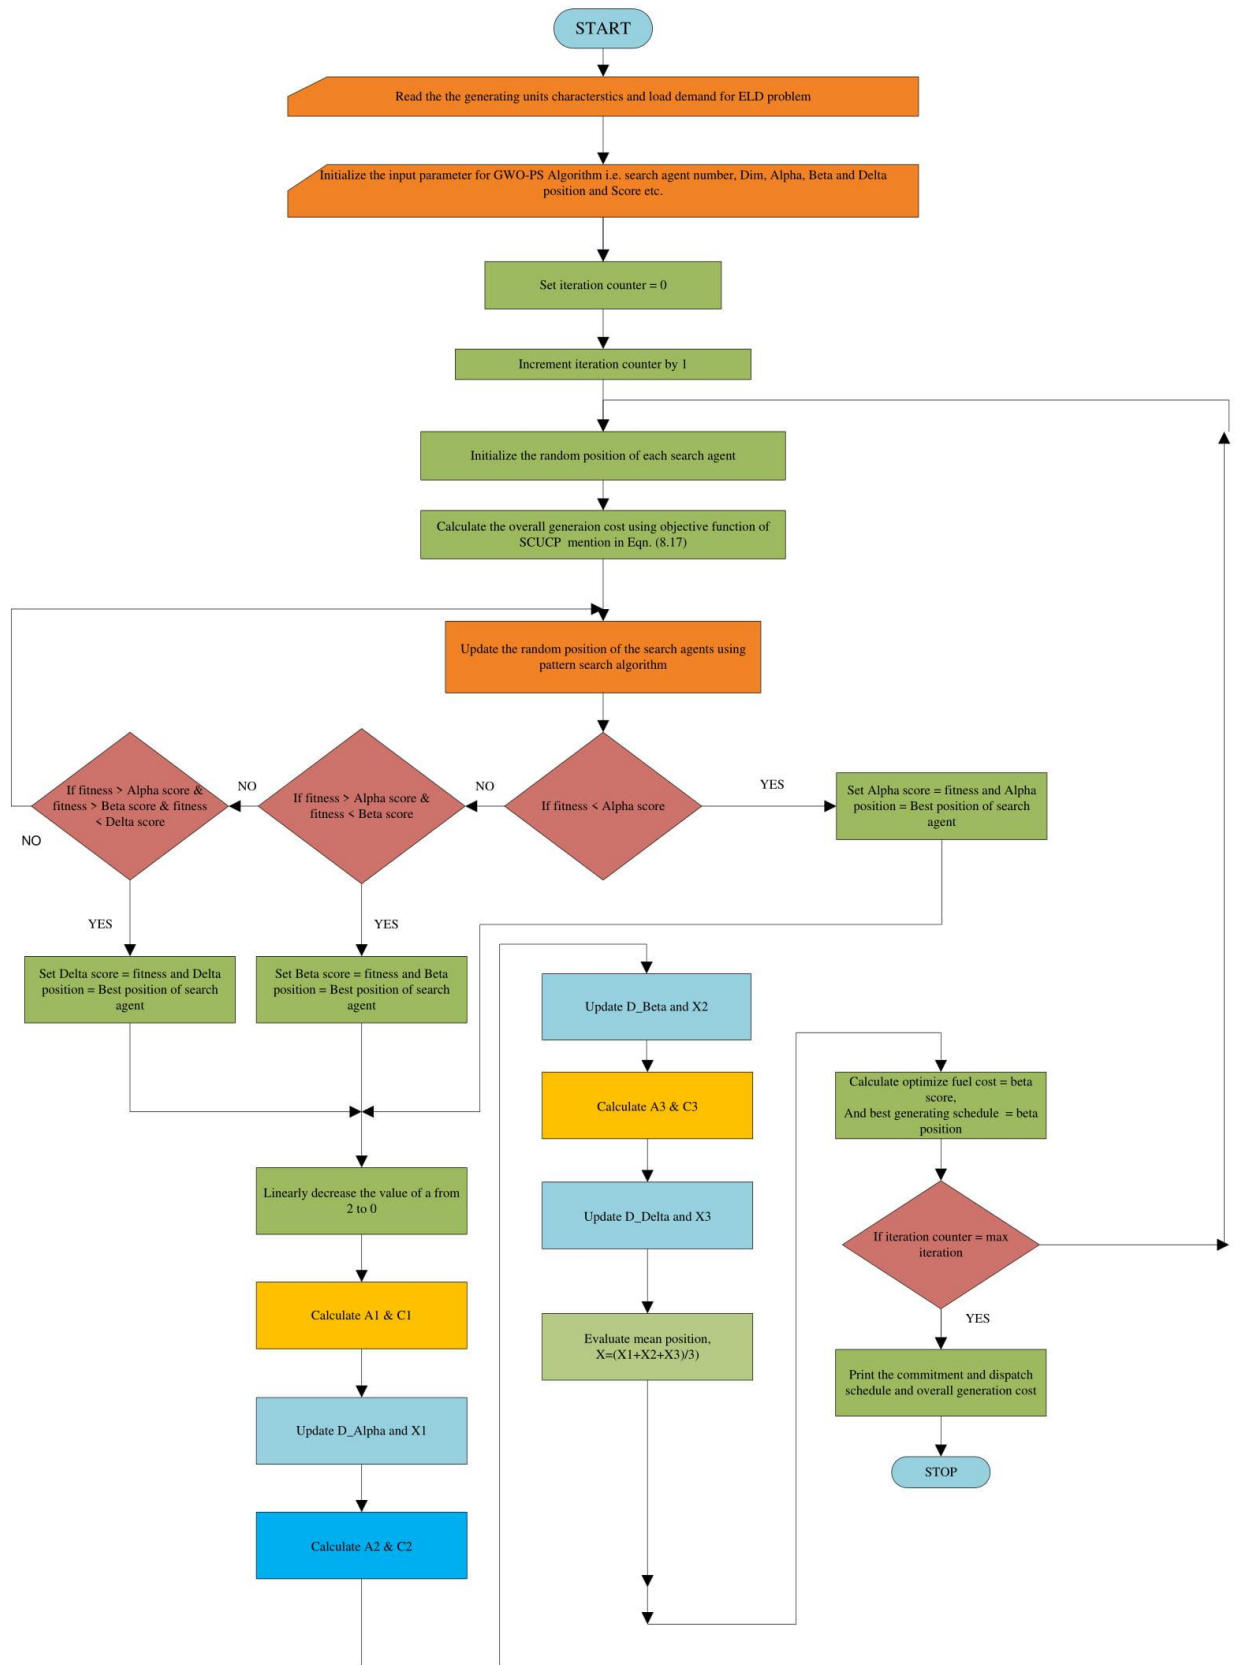 START
Read the the generating units characterstics and load demand for ELD problem
Initialize the input parameter for GWO-PS Algorithm i.e. search agent number, Dim, Alpha, Beta and Delta
position and Score etc.
Set iteration counter = 0
Increment iteration counter by 1
Initialize the random position of each search agent
Calculate the overall generaion cost using objective function of
SCUCP mention in Eqn. (8.17)
Update the random position of the search agents using
pattern search algorithm
If fitness < Alpha score
YES
Set Alpha score = fitness and Alpha
position = Best position of search
agent
NO
If fitness > Alpha score &
fitness < Beta score
NO
If fitness > Alpha score &
fitness > Beta score & fitness
< Delta score
NO
YES
YES
Set Delta score = fitness and Delta
position = Best position of search
agent
Set Beta score = fitness and Beta
position = Best position of search
agent
Linearly decrease the value of a from
2 to 0
Calculate A1 & C1
Update D_Alpha and X1
Calculate A2 & C2
Update D_Beta and X2
Calculate A3 & C3
Update D_Delta and X3
Evaluate mean position,
X=(X1+X2+X3)/3)
Calculate optimize fuel cost = beta
score,
And best generating schedule = beta
position
If iteration counter = max
iteration
YES
Print the commitment and dispatch
schedule and overall generation cost
STOP